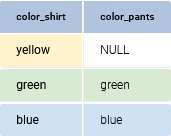 color_shirt color_pants
yellow NULL
green green
blue blue